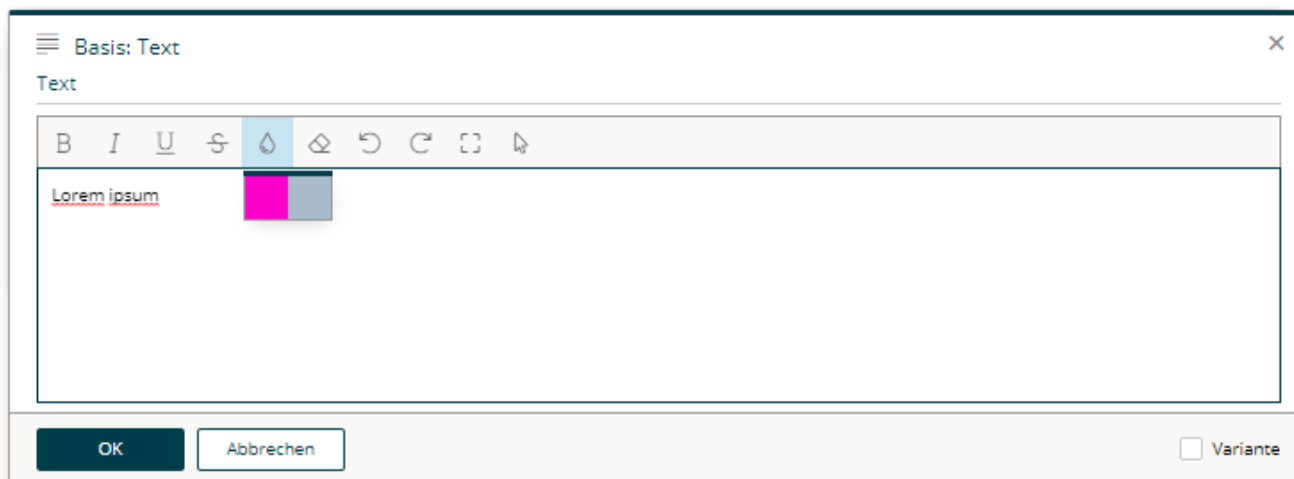 Basis: Text
Text
B I U S
Lorem ipsum
OK
Abbrechen
Variante